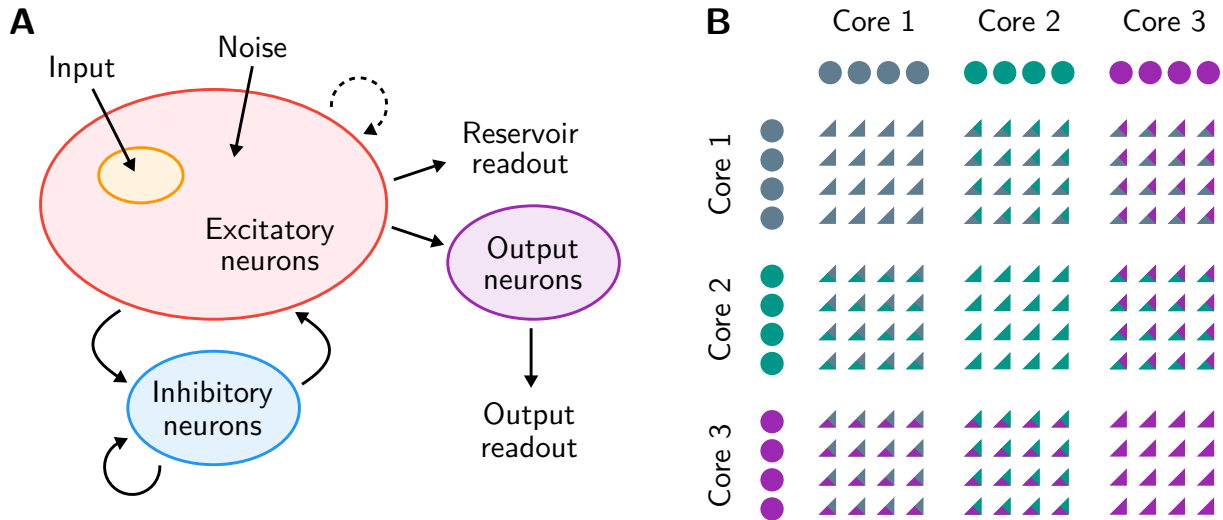 A
Input
Noise
Reservoir
readout
Excitatory
neurons
Output
neurons
Inhibitory
neurons
Output
readout
B
Core 1
Core 2
Core 3
Core 1
Core 2
Core 3